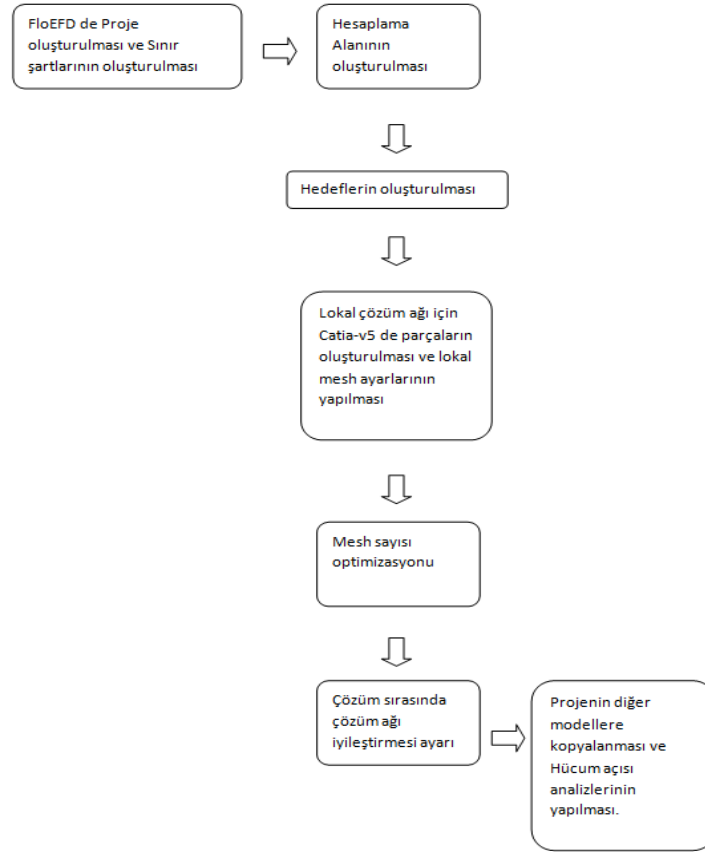 FloEFD de Proje
oluşturulması ve Sınır
şartlarının oluşturulması
Hesaplama
Alanının
oluşturulması
Hedeflerin oluşturulması
Lokal çözüm ağı için
Catia-v5 de parçaların
oluşturulması ve lokal
mesh ayarlarının
yapılması
Mesh sayısı
optimizasyonu
Çözüm sırasında
çözüm ağı
iyileştirmesi ayarı
Projenin diğer
modellere
kopyalanması ve
Hücum açısı
analizlerinin
yapılması.